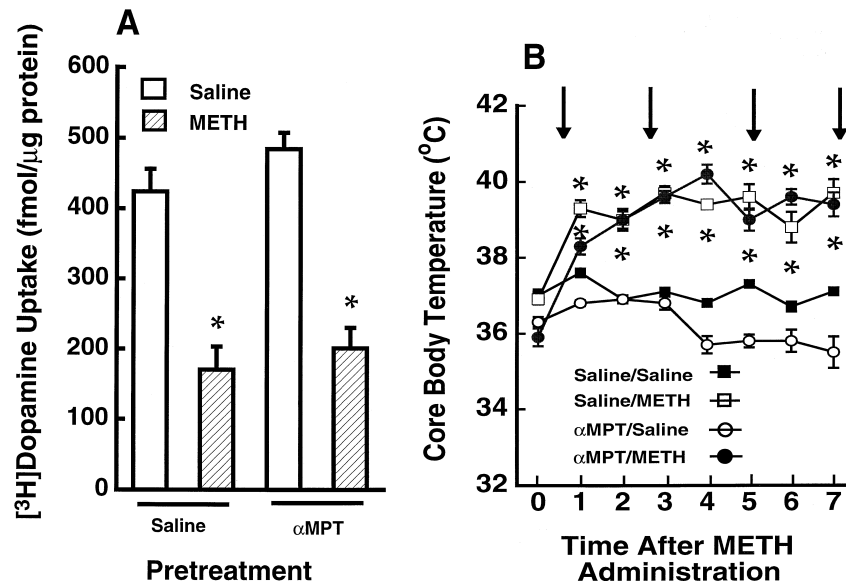 A
[³H]Dopamine Uptake (fmol/μg protein)
600
500
400
300
200
100
0
Saline
METH
*
*
Saline
αMPT
Pretreatment
B
Core Body Temperature (°C)
42
40
38
36
34
32
* * * * * * *
* * * * * * *
Saline/Saline
Saline/METH
αMPT/Saline
αMPT/METH
0 1 2 3 4 5 6 7
Time After METH
Administration